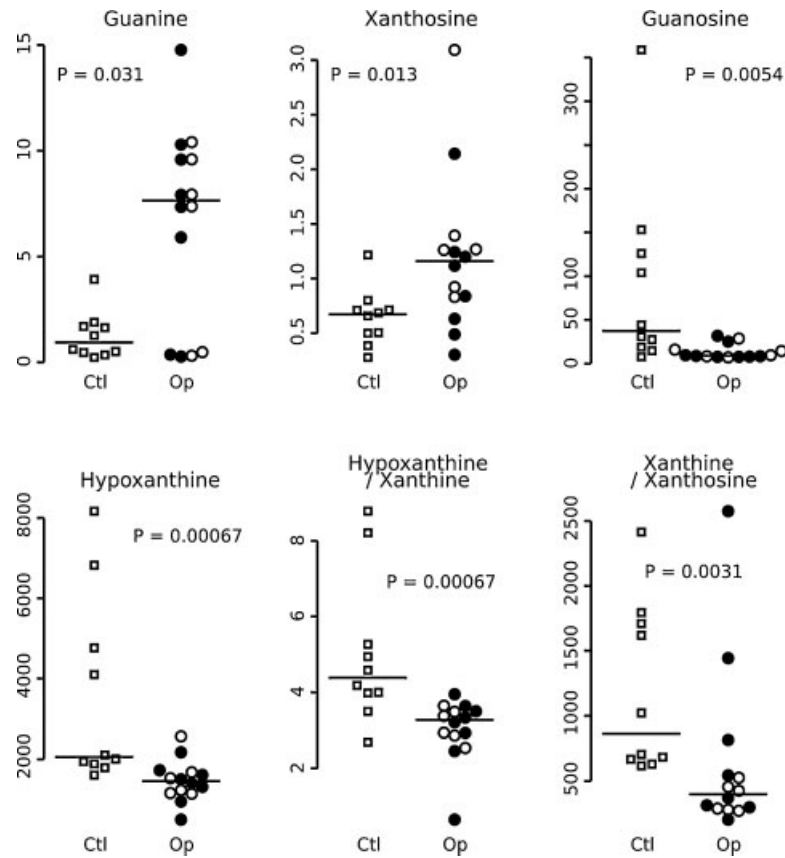 Guanine
15
10
5
0
P = 0.031
Ctl
Op
Xanthosine
3.0
2.5
2.0
1.5
1.0
0.5
P = 0.013
Ctl
Op
Guanosine
350
200
100
50
0
P = 0.0054
Ctl
Op
Hypoxanthine
8000
6000
4000
2000
P = 0.00067
Ctl
Op
Hypoxanthine
/ Xanthine
8
6
4
2
P = 0.00067
Ctl
Op
Xanthine
/ Xanthosine
2500
2000
1500
1000
500
P = 0.0031
Ctl
Op